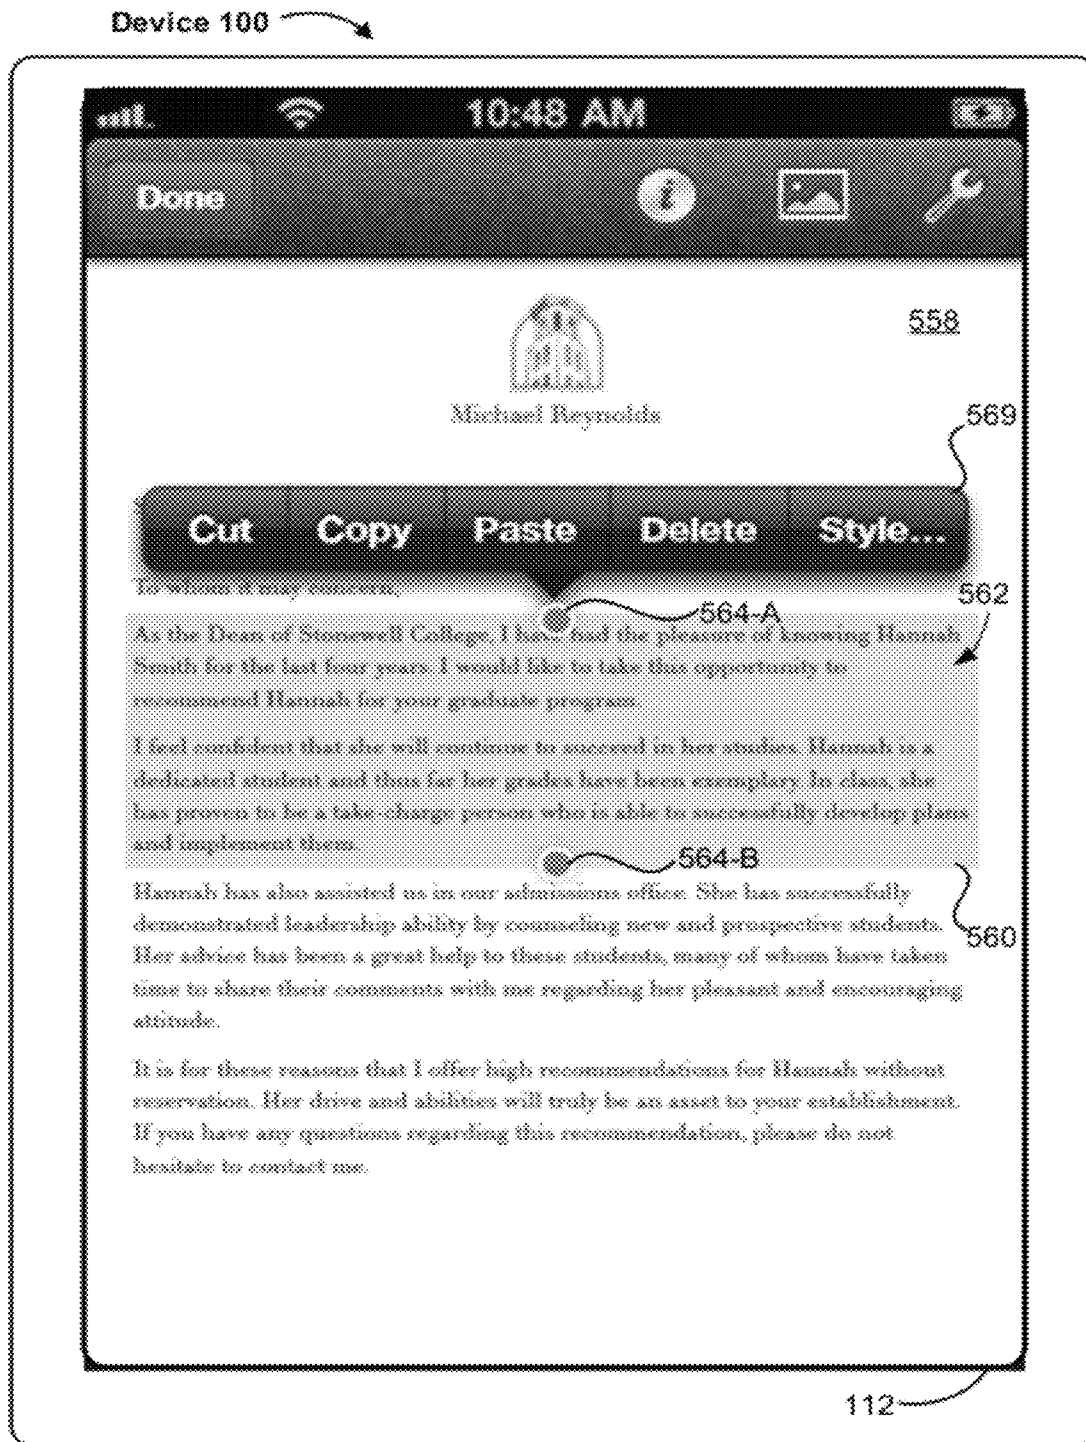 Device 100
10:48 AM
Done
558
Michael Reynolds
569
Cut Copy Paste Delete Style...
To whom it may concern,
562
564-A
As the Dean of Stonewell College, I have had the pleasure of knowing Hannah
Smith for the last four years. I would like to take this opportunity to
recommend Hannah for your graduate program.
I feel confident that she will continue to succeed in her studies. Hannah is a
dedicated student and thus far her grades have been exemplary. In class, she
has proven to be a take-charge person who is able to successfully develop plans
and implement them.
564-B
Hannah has also assisted us in our admissions office. She has successfully
demonstrated leadership ability by counseling new and prospective students.
560
Her advice has been a great help to these students, many of whom have taken
time to share their comments with me regarding her pleasant and encouraging
attitude.
It is for these reasons that I offer high recommendations for Hannah without
reservation. Her drive and abilities will truly be an asset to your establishment.
If you have any questions regarding this recommendation, please do not
hesitate to contact me.
112